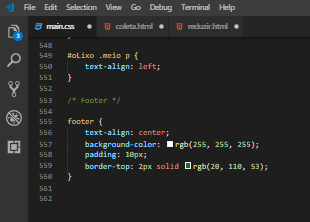 File Edit Selection View Go Debug Terminal Help
main.css coleta.html reduzir.html
3
548
549 #oLixo .meio p {
550 text-align: left;
551 }
552
553 /* Footer */
554
555 footer {
556 text-align: center;
557 background-color: rgb(255, 255, 255);
558 padding: 10px;
559 border-top: 2px solid rgb(20, 110, 53);
560 }
561
562